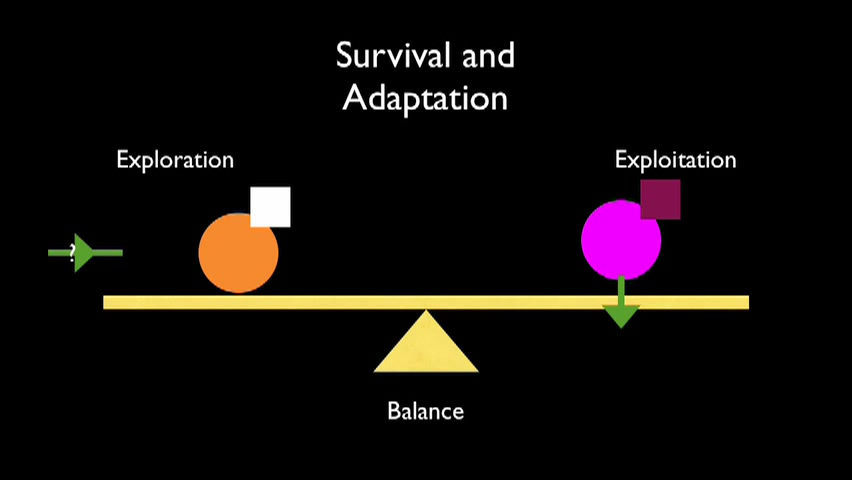 Survival and
Adaptation
Exploration
Exploitation
?
Balance